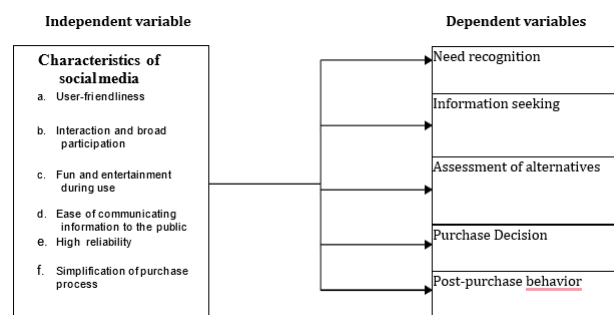 Independent variable
Dependent variables
Characteristics of
social media
a. User-friendliness
b. Interaction and broad
participation
c. Fun and entertainment
during use
d. Ease of communicating
information to the public
e. High reliability
f. Simplification of purchase
process
Need recognition
Information seeking
Assessment of alternatives
Purchase Decision
Post-purchase behavior